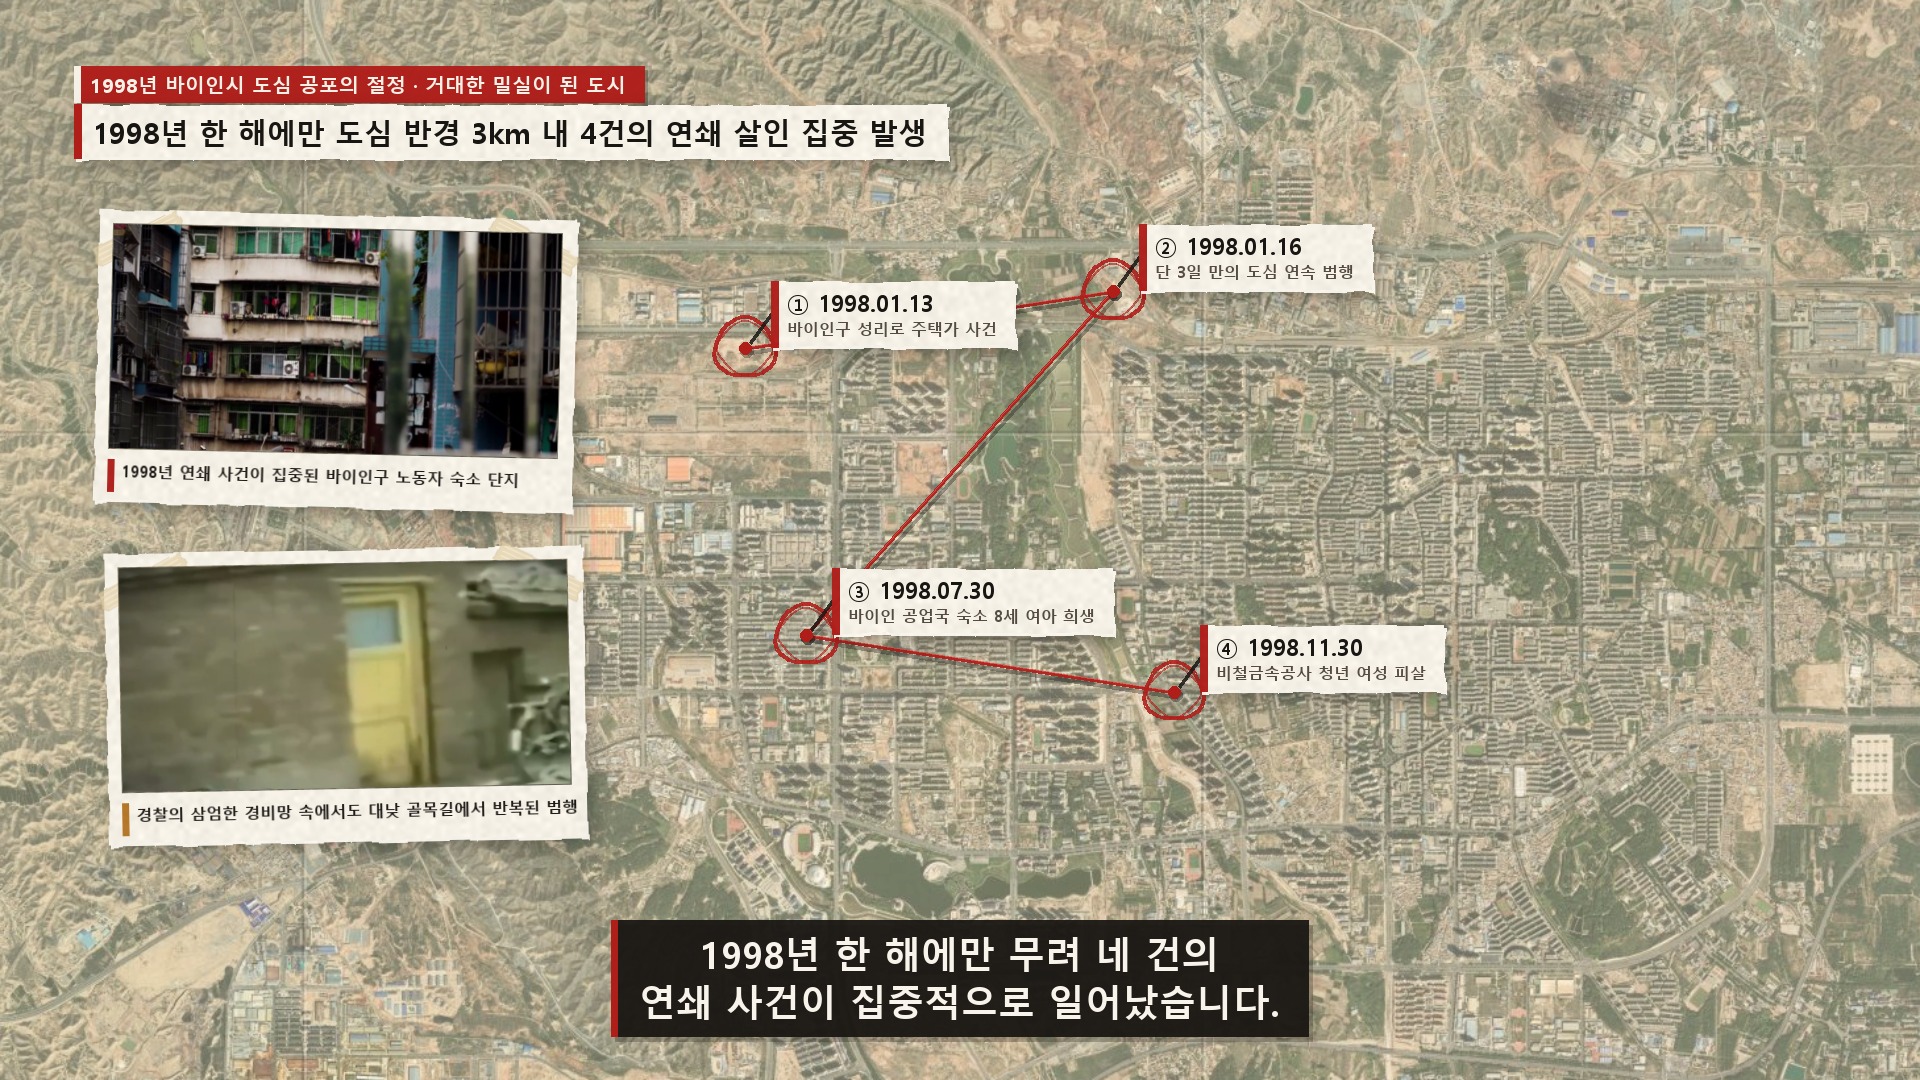 1998년 바이인시 도심 공포의 절정 · 거대한 밀실이 된 도시
1998년 한 해에만 도심 반경 3km 내 4건의 연쇄 살인 집중 발생
1998년 연쇄 사건이 집중된 바이인구 노동자 숙소 단지
경찰의 삼엄한 경비망 속에서도 대낮 골목길에서 반복된 범행
① 1998.01.13
바이인구 성리로 주택가 사건
② 1998.01.16
단 3일 만의 도심 연속 범행
③ 1998.07.30
바이인 공업국 숙소 8세 여아 희생
④ 1998.11.30
비철금속공사 청년 여성 피살
1998년 한 해에만 무려 네 건의
연쇄 사건이 집중적으로 일어났습니다.